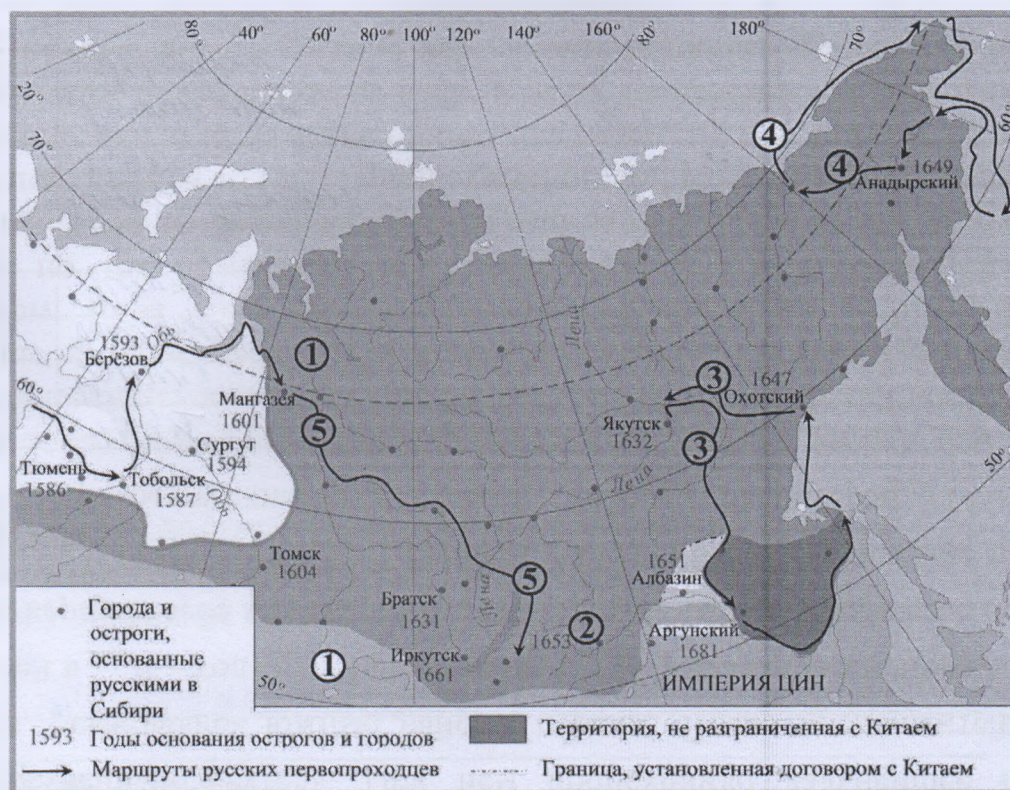 80°
40°
60°
80°
100°
120°
140°
160°
80°
180°
70°
20°
70°
60°
4
4
1649
Анадырский
1593
Обь
Берёзов
1
Лена
3
1647
Охотский
60°
Мангазея
1601
5
Якутск
1632
3
50°
Сургут
1594
Тюмень
1586
Тобольск
1587
Обь
Лена
Томск
1604
1651
Албазин
5
Братск
1631
Лена
2
1653
Аргунский
1681
Иркутск
1661
1
50°
ИМПЕРИЯ ЦИН
Города и
остроги,
основанные
русскими в
Сибири
1593 Годы основания острогов и городов
Маршруты русских первопроходцев
Территория, не разграниченная с Китаем
Граница, установленная договором с Китаем